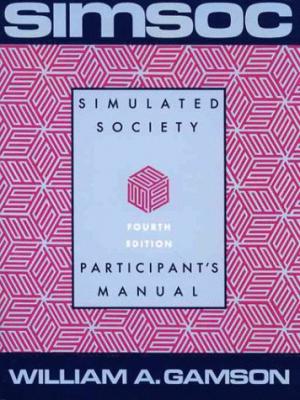 SIMSOC
SIMULATED
SOCIETY
FOURTH
EDITION
PARTICIPANT'S
MANUAL
WILLIAM A. GAMSON